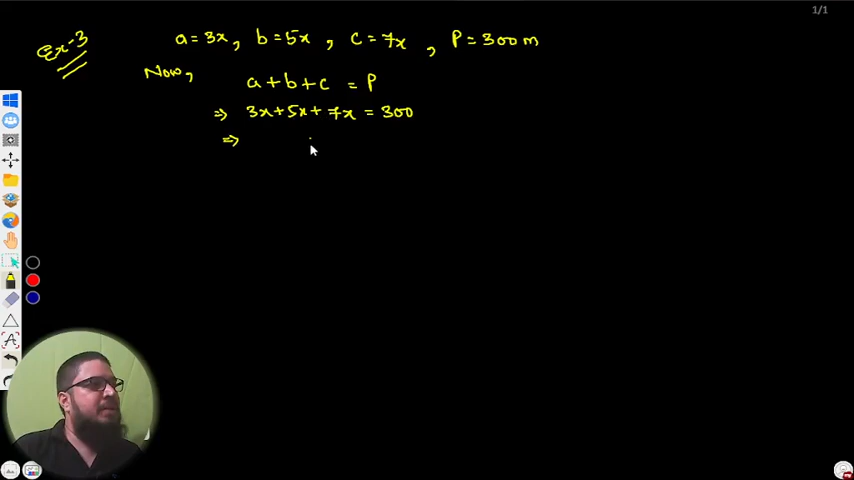 1/1
Ex-3
a = 3x, b = 5x, c = 7x, P = 300 m
Now,
a + b + c = P
⇒ 3x + 5x + 7x = 300
⇒